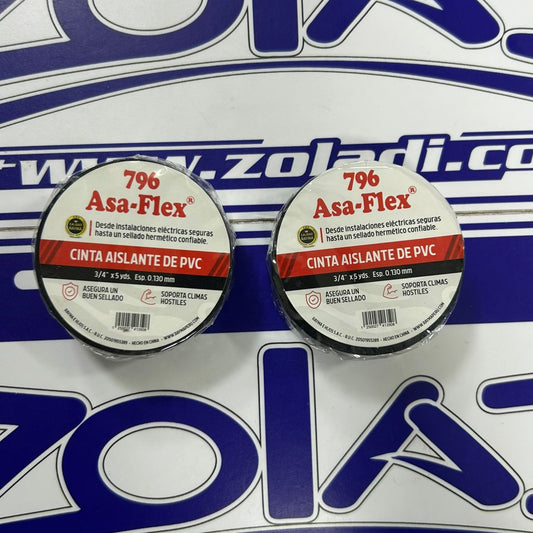 ZOLA
www.zoladi.co
796
Asa-Flex®
Desde instalaciones eléctricas seguras
hasta un sellado hermético confiable.
CINTA AISLANTE DE PVC
3/4" x 5 yds. Esp. 0.130 mm
ASEGURA UN
BUEN SELLADO
SOPORTA CLIMAS
HOSTILES
796
Asa-Flex®
Desde instalaciones eléctricas seguras
hasta un sellado hermético confiable.
CINTA AISLANTE DE PVC
3/4" x 5 yds. Esp. 0.130 mm
ASEGURA UN
BUEN SELLADO
SOPORTA CLIMAS
HOSTILES
HECHO EN CHINA
ZOLA